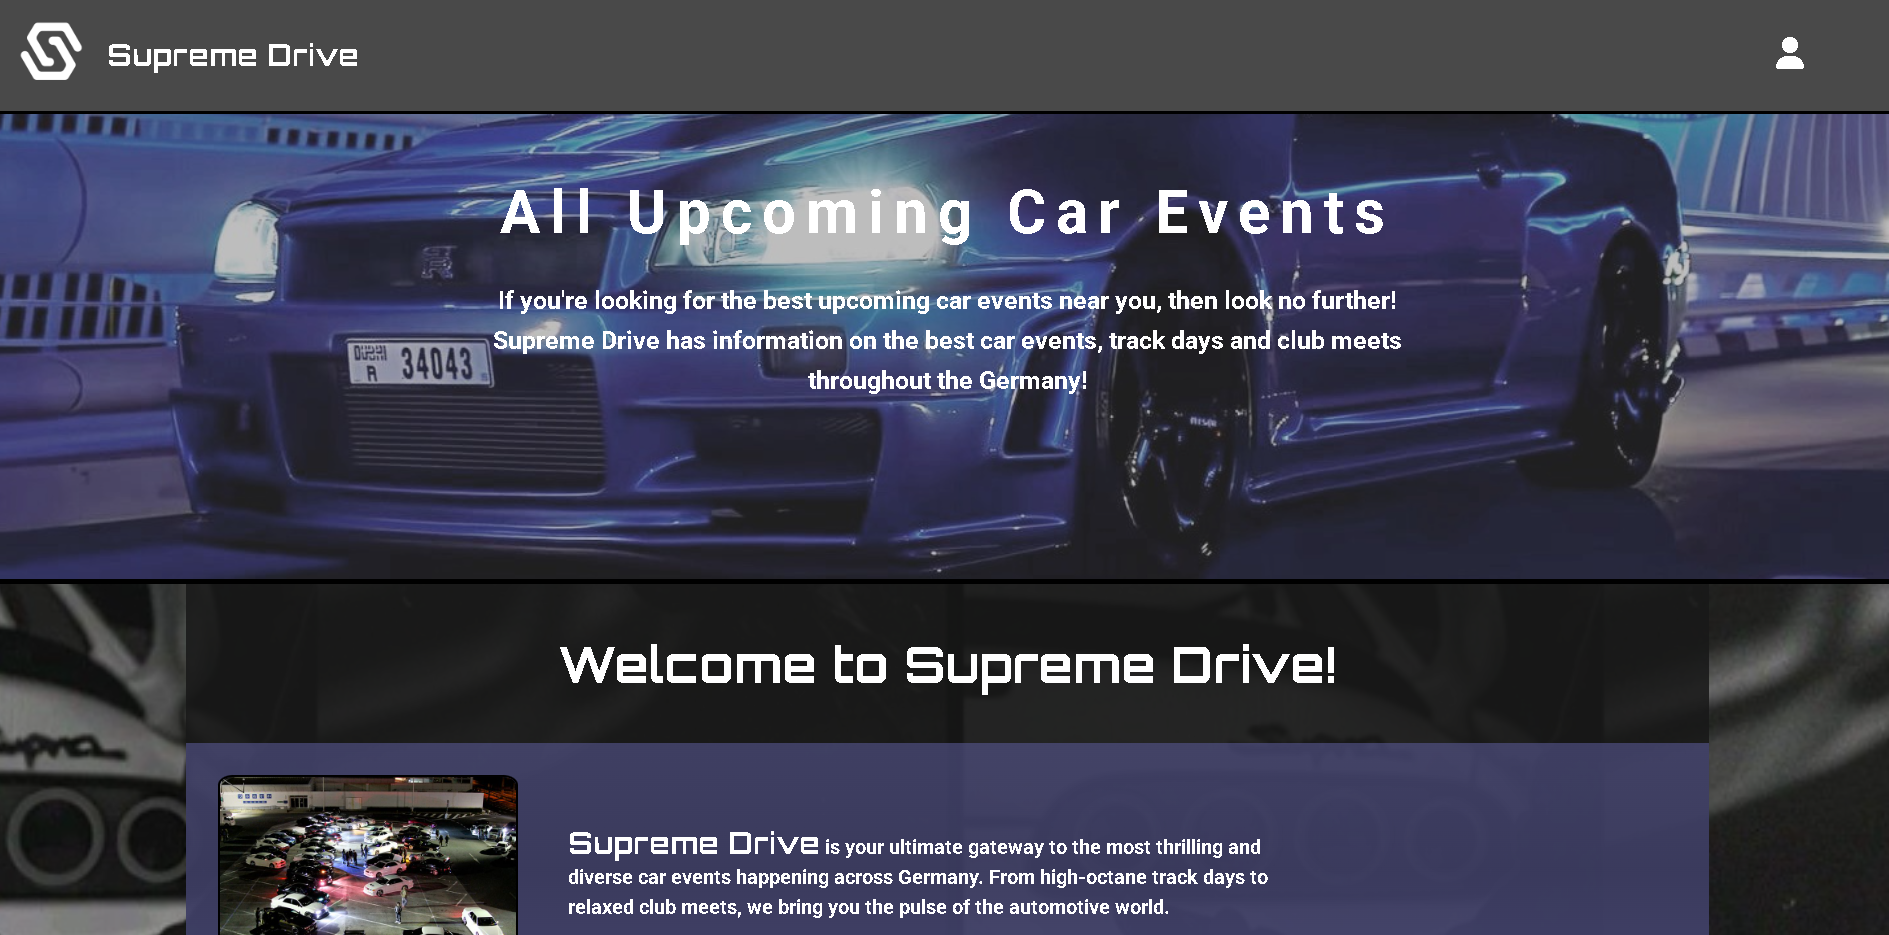 Supreme Drive
All Upcoming Car Events
If you're looking for the best upcoming car events near you, then look no further!
Supreme Drive has information on the best car events, track days and club meets
throughout the Germany!
DUBAI
R 34043
Welcome to Supreme Drive!
Supra
Supreme Drive is your ultimate gateway to the most thrilling and
diverse car events happening across Germany. From high-octane track days to
relaxed club meets, we bring you the pulse of the automotive world.